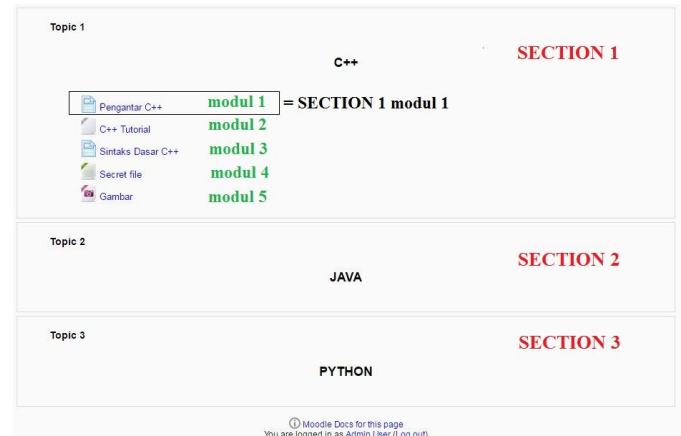 Topic 1
C++
SECTION 1
Pengantar C++ modul 1 = SECTION 1 modul 1
C++ Tutorial modul 2
Sintaks Dasar C++ modul 3
Secret file modul 4
Gambar modul 5
Topic 2
SECTION 2
JAVA
Topic 3
SECTION 3
PYTHON
Moodle Docs for this page
You are logged in as Admin User (Log out)